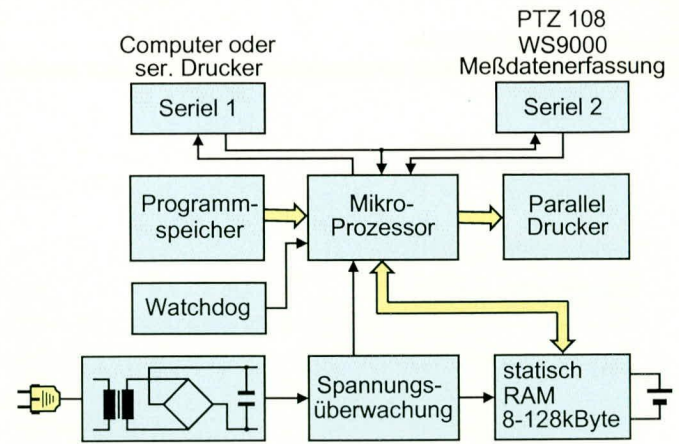 PTZ 108
WS9000
Meßdatenerfassung
Computer oder
ser. Drucker
Seriel 1
Seriel 2
Programm-
speicher
Mikro-
Prozessor
Parallel
Drucker
Watchdog
Spannungs-
überwachung
statisch
RAM
8-128kByte